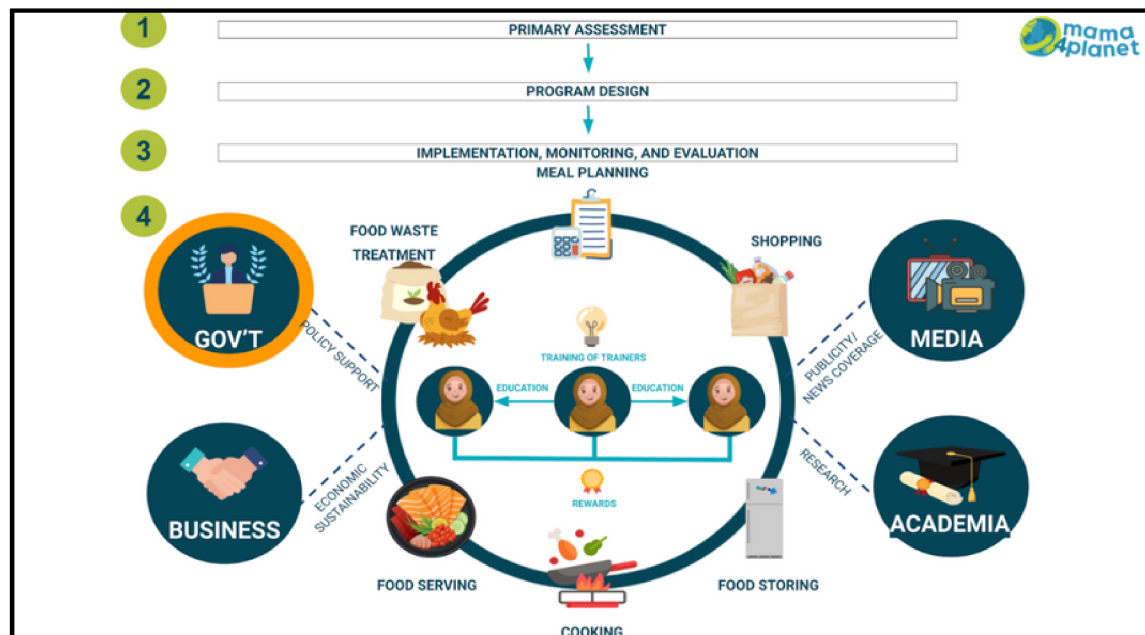 1
PRIMARY ASSESSMENT
mama
4planet
2
PROGRAM DESIGN
3
IMPLEMENTATION, MONITORING, AND EVALUATION
MEAL PLANNING
4
FOOD WASTE
TREATMENT
SHOPPING
GOV'T
MEDIA
POLICY SUPPORT
PUBLICITY/
NEWS COVERAGE
TRAINING OF TRAINERS
EDUCATION
EDUCATION
BUSINESS
ECONOMIC
SUSTAINABILITY
REWARDS
RESEARCH
ACADEMIA
FOOD SERVING
FOOD STORING
COOKING